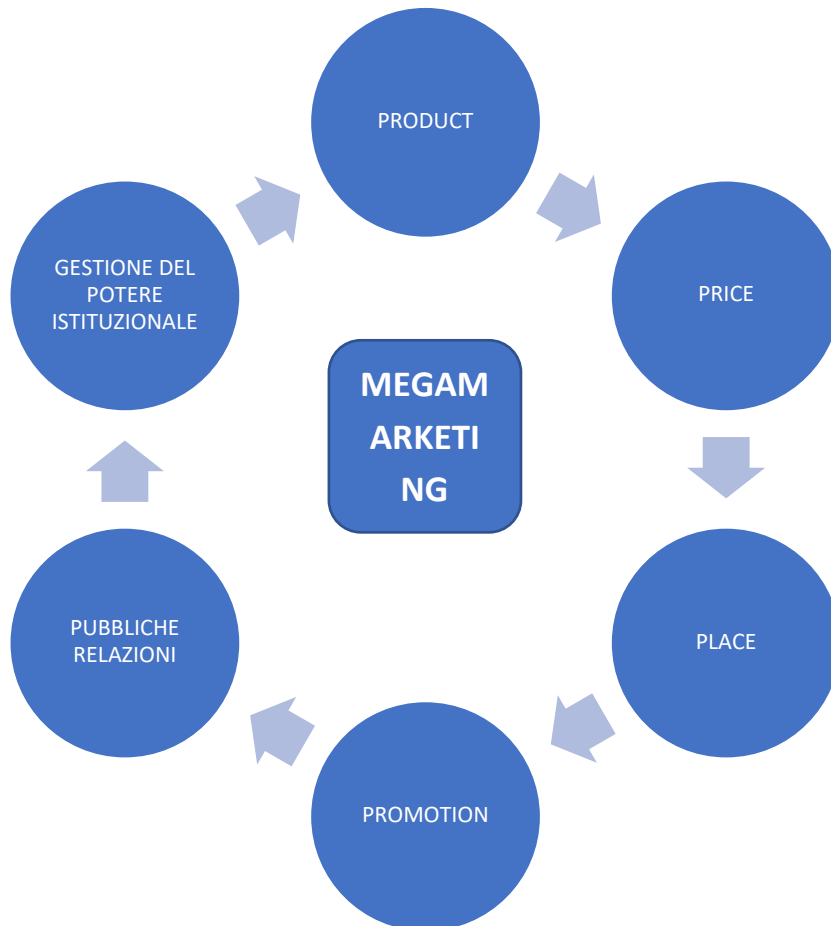 PRODUCT
PRICE
PLACE
PROMOTION
PUBBLICHE
RELAZIONI
GESTIONE DEL
POTERE
ISTITUZIONALE
MEGAM
ARKETI
NG